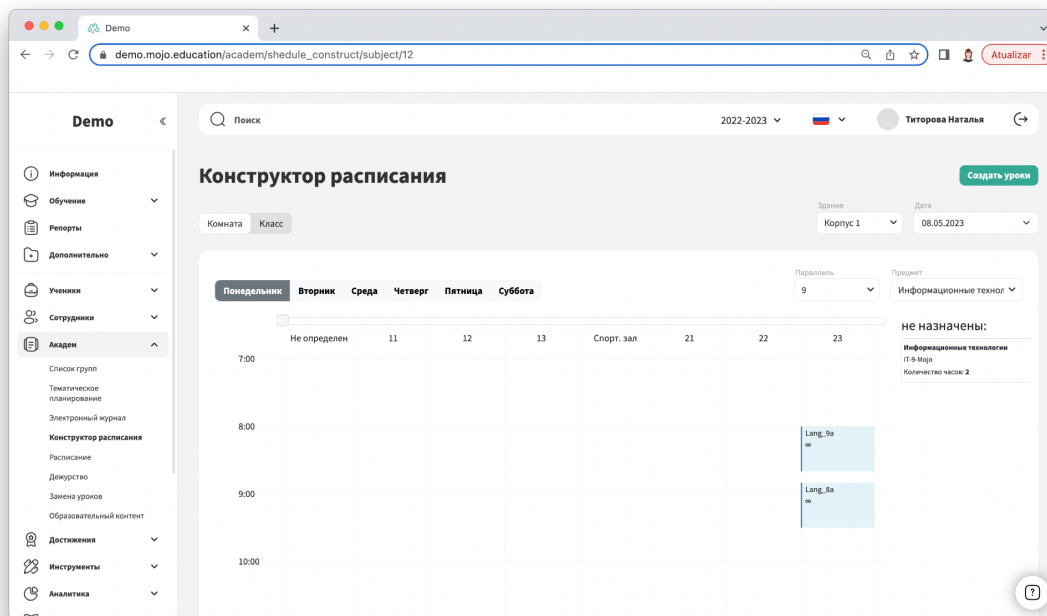 Demo
demo.mojo.education/academ/shedule_construct/subject/12
Atualizar
Demo
Поиск
2022-2023
Титорова Наталья
Информация
Обучение
Репорты
Дополнительно
Ученики
Сотрудники
Академ
Список групп
Тематическое
планирование
Электронный журнал
Конструктор расписания
Расписание
Дежурство
Замена уроков
Образовательный контент
Достижения
Инструменты
Аналитика
Конструктор расписания
Создать уроки
Комната Класс
Здание
Корпус 1
Дата
08.05.2023
Понедельник Вторник Среда Четверг Пятница Суббота
Параллель
9
Предмет
Информационные технол
Не определен 11 12 13 Спорт. зал 21 22 23
7:00
8:00
Lang_9a
∞
9:00
Lang_8a
∞
10:00
не назначены:
Информационные технологии
IT-9-Mojo
Количество часов: 2